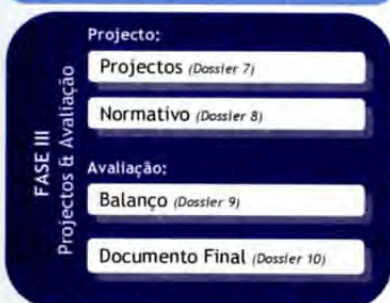 FASE III
Projectos & Avaliação
Projecto:
Projectos (Dossier 7)
Normativo (Dossier 8)
Avaliação:
Balanço (Dossier 9)
Documento Final (Dossier 10)